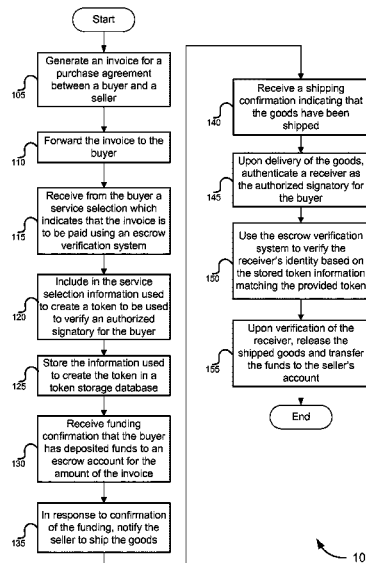 Start
Generate an invoice for a
purchase agreement
between a buyer and a
seller
105
Forward the invoice to the
buyer
110
Receive from the buyer a
service selection which
indicates that the invoice is
to be paid using an escrow
verification system
115
Include in the service
selection information used
to create a token to be used
to verify an authorized
signatory for the buyer
120
Store the information used
to create the token in a
token storage database
125
Receive funding
confirmation that the buyer
has deposited funds to an
escrow account for the
amount of the invoice
130
In response to confirmation
of the funding, notify the
seller to ship the goods
135
Receive a shipping
confirmation indicating that
the goods have been
shipped
140
Upon delivery of the goods,
authenticate a receiver as
the authorized signatory for
the buyer
145
Use the escrow verification
system to verify the
receiver's identity based on
the stored token information
matching the provided token
150
Upon verification of the
receiver, release the
shipped goods and transfer
the funds to the seller's
account
155
End
10